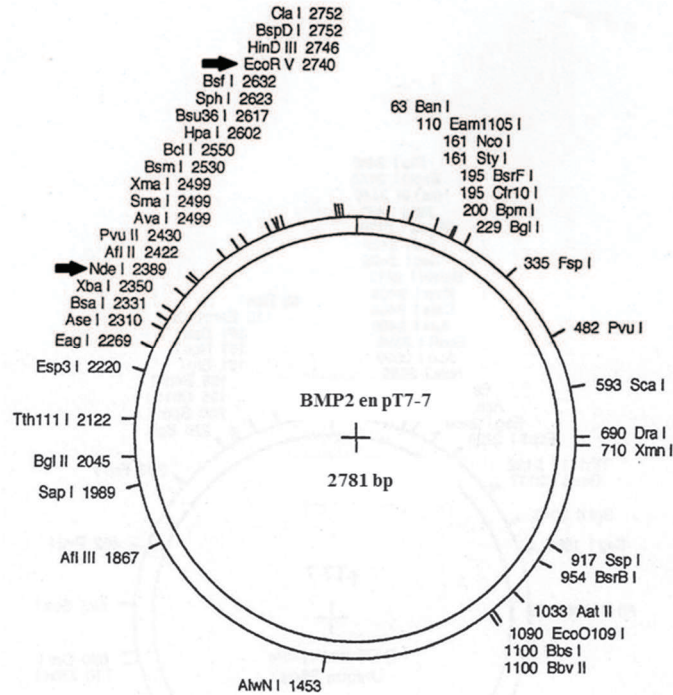 Cla I 2752
BspD I 2752
HinD III 2746
EcoR V 2740
Bsf I 2632
Sph I 2623
Bsu36 I 2617
Hpa I 2602
Bcl I 2550
Bsm I 2530
Xma I 2499
Sma I 2499
Ava I 2499
Pvu II 2430
Afl II 2422
Nde I 2389
Xba I 2350
Bsa I 2331
Ase I 2310
Eag I 2269
Esp3 I 2220
Tth111 I 2122
Bgl II 2045
Sap I 1989
Afl III 1867
AlwN I 1453
63 Ban I
110 Eam1105 I
161 Nco I
161 Sty I
195 BsrF I
195 Cfr10 I
200 Bpm I
229 Bgl I
335 Fsp I
482 Pvu I
593 Sca I
690 Dra I
710 Xmn I
917 Ssp I
954 BsrB I
1033 Aat II
1090 EcoO109 I
1100 Bbs I
1100 Bbv II
BMP2 en pT7-7
2781 bp